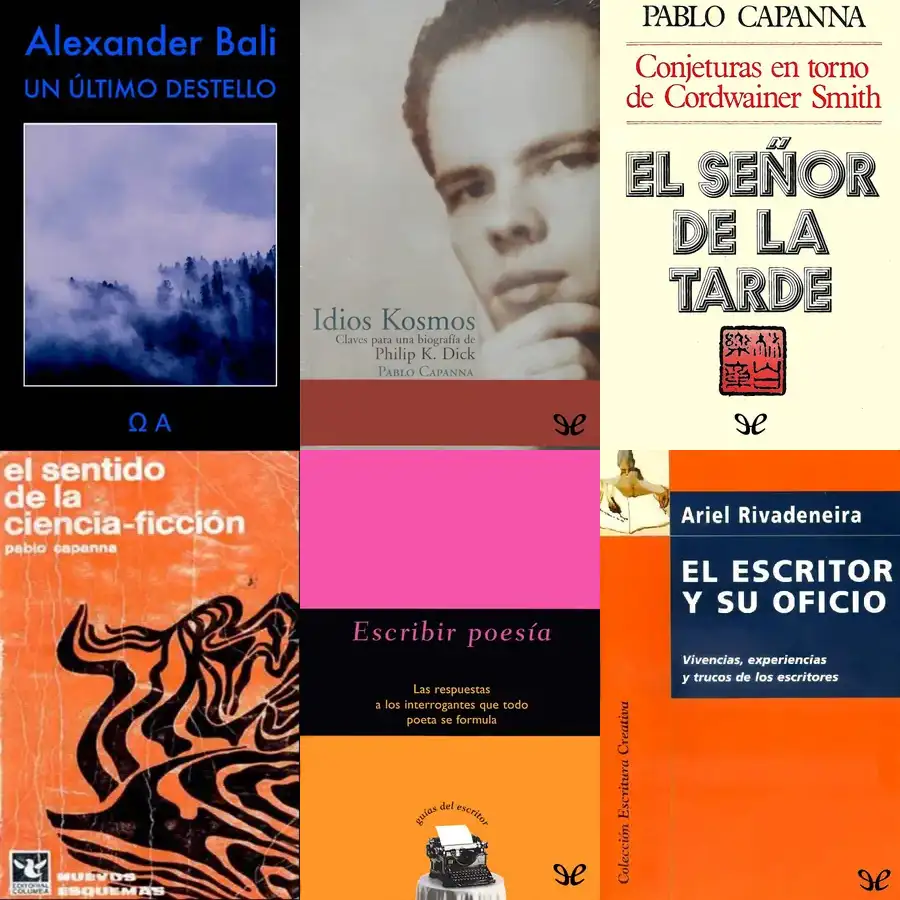 Alexander Bali
UN ÚLTIMO DESTELLO
Ω A
Idios Kosmos
Claves para una biografía de
Philip K. Dick
PABLO CAPANNA
PABLO CAPANNA
Conjeturas en torno
de Cordwainer Smith
EL SEÑOR
DE LA
TARDE
el sentido
de la
ciencia-ficción
pablo capanna
EDITORIAL
COLUMBA
NUEVOS
ESQUEMAS
Escribir poesía
Las respuestas
a los interrogantes que todo
poeta se formula
guías del escritor
Ariel Rivadeneira
EL ESCRITOR
Y SU OFICIO
Vivencias, experiencias
y trucos de los escritores
Colección Escritura Creativa